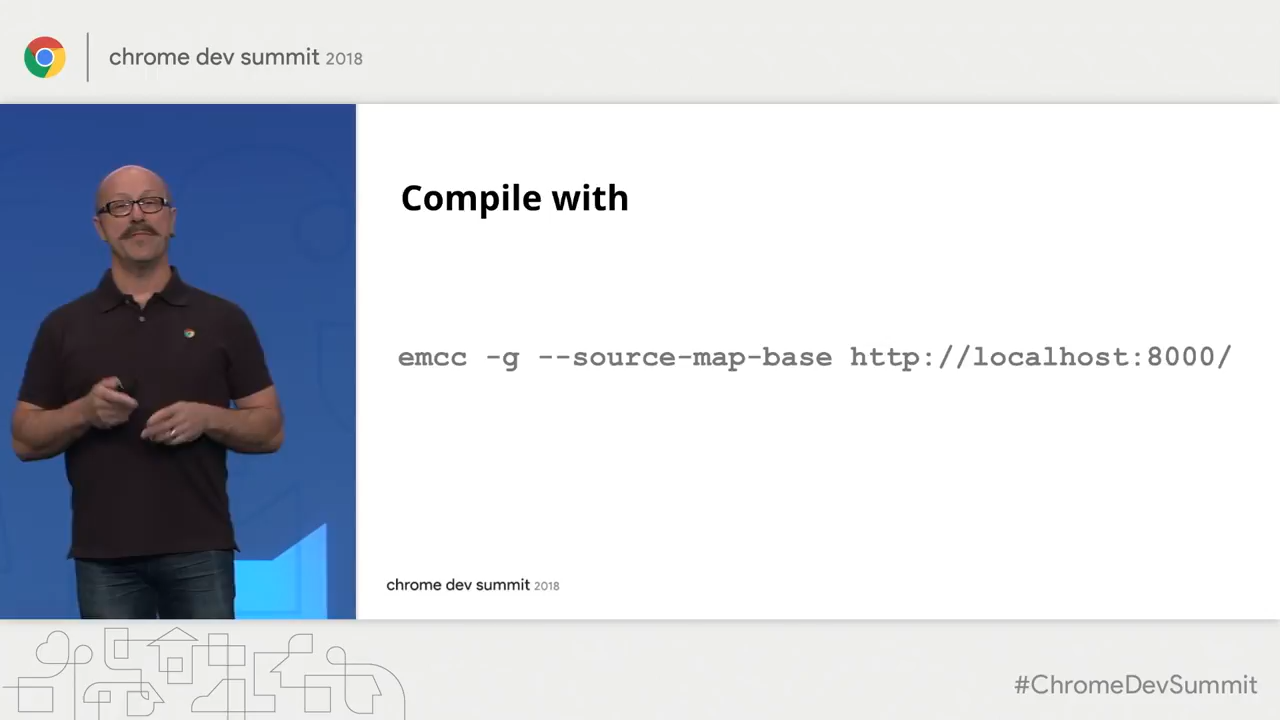 chrome dev summit 2018
Compile with
emcc -g --source-map-base http://localhost:8000/
chrome dev summit 2018
#ChromeDevSummit